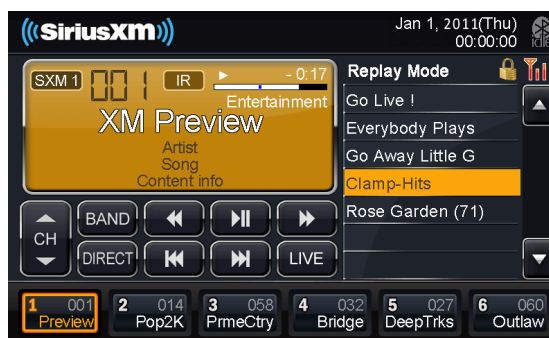 ((SiriusXM))
Jan 1, 2011(Thu)
00:00:00
idle
SXM 1
001
IR
- 0:17
Entertainment
XM Preview
Artist
Song
Content info
Replay Mode
Go Live !
Everybody Plays
Go Away Little G
Clamp-Hits
Rose Garden (71)
CH
BAND
DIRECT
LIVE
1 001
Preview
2 014
Pop2K
3 058
PrmeCtry
4 032
Bridge
5 027
DeepTrks
6 060
Outlaw